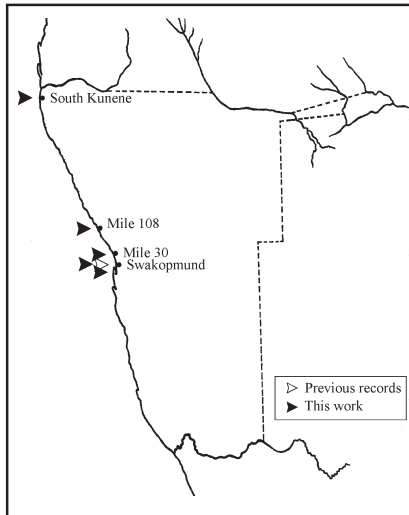 South Kunene
Mile 108
Mile 30
Swakopmund
Previous records
This work